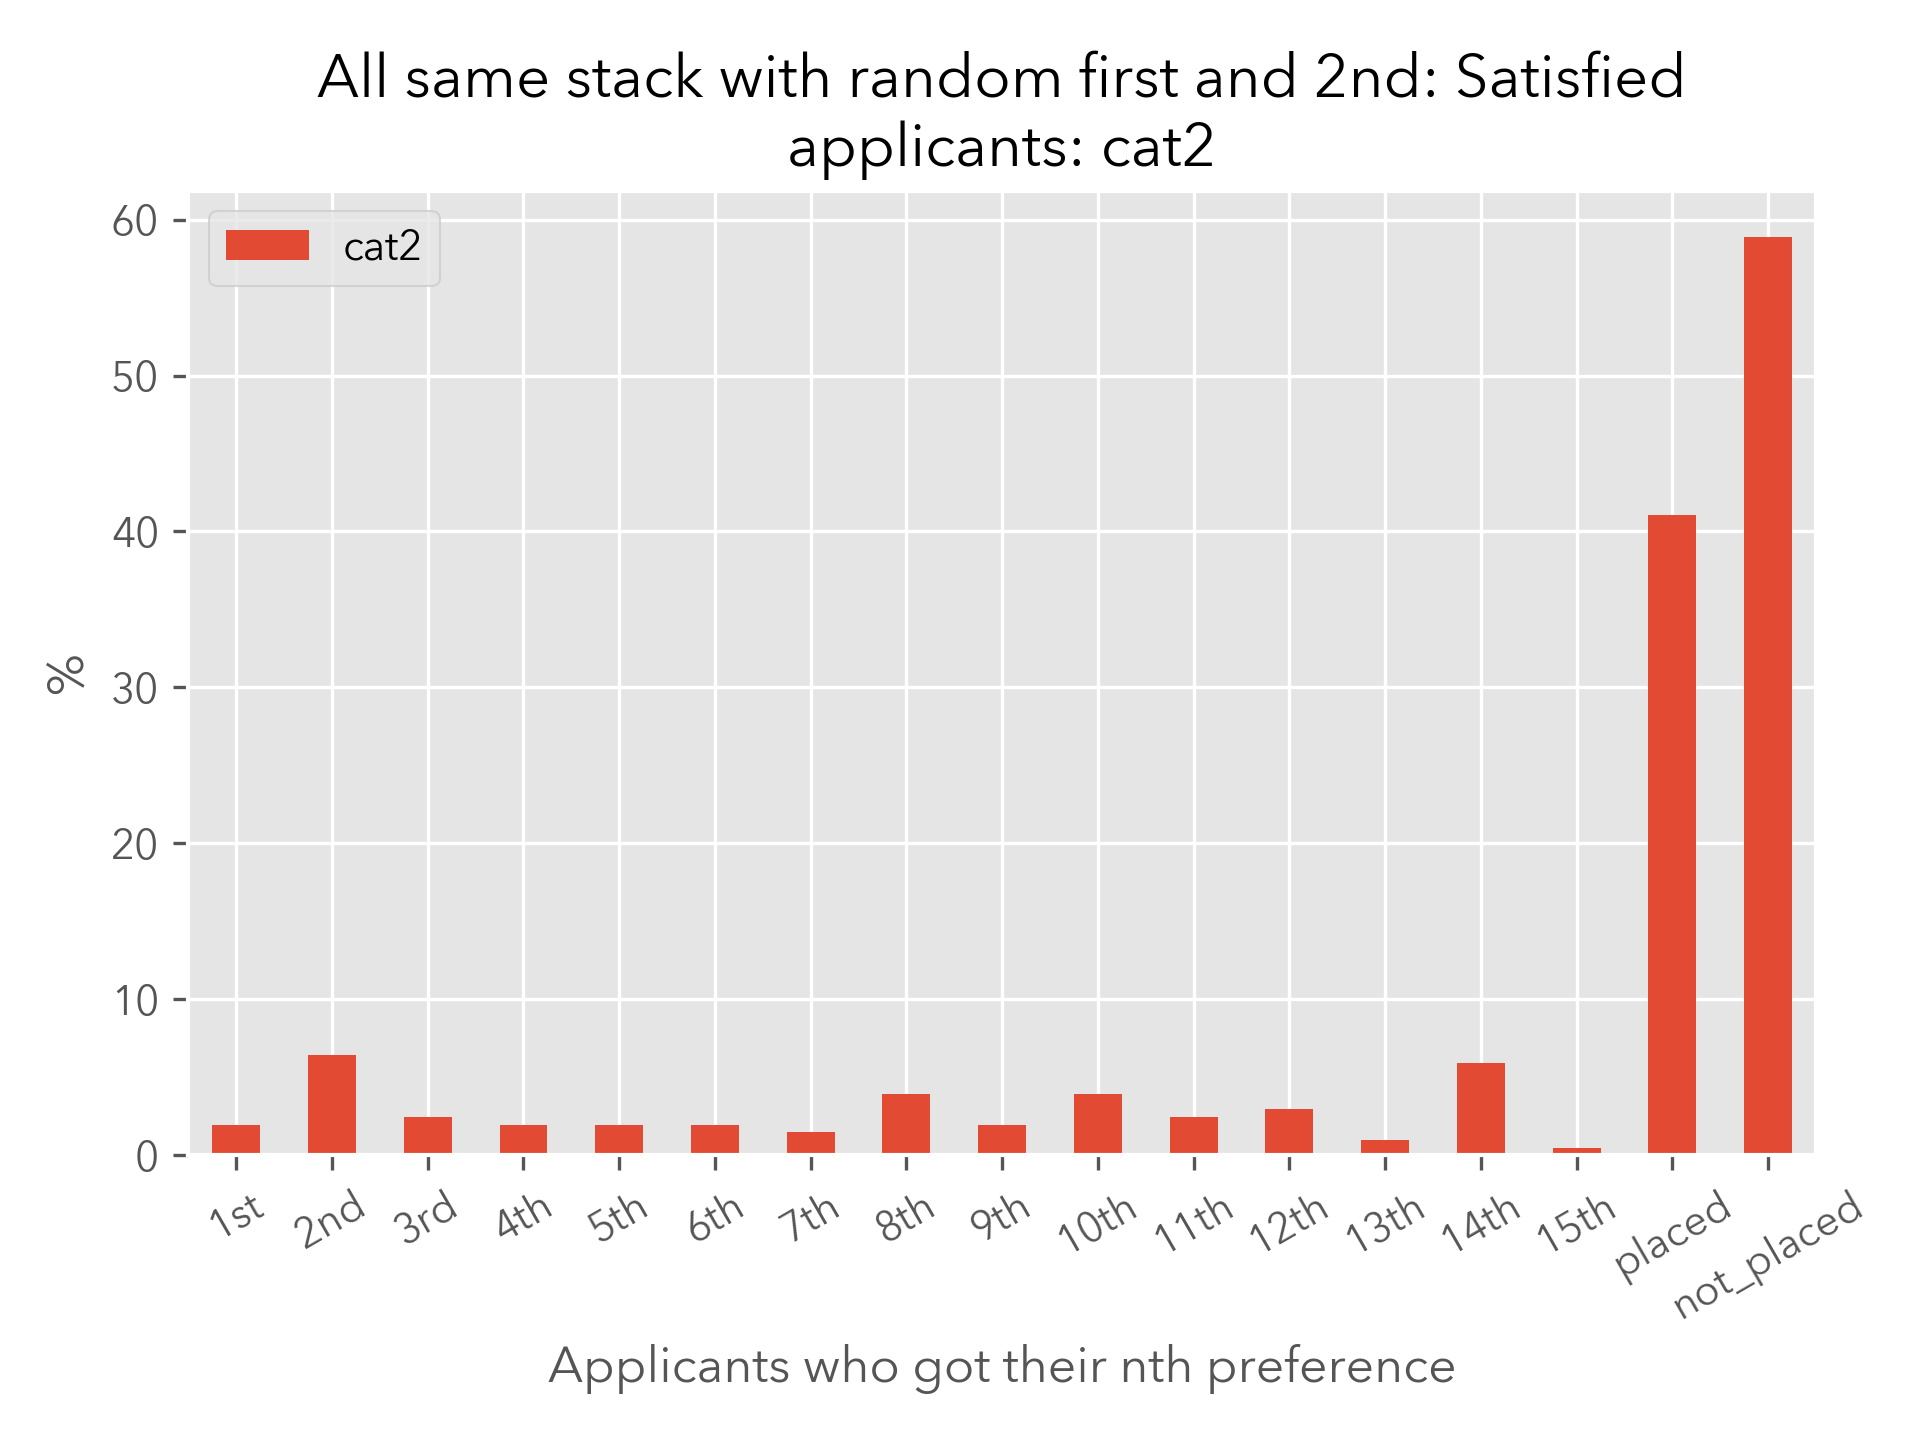 All same stack with random first and 2nd: Satisfied
applicants: cat2
60
cat2
50
40
30
%
20
10
0
1st 2nd 3rd 4th 5th 6th 7th 8th 9th 10th 11th 12th 13th 14th 15th placed not_placed
Applicants who got their nth preference